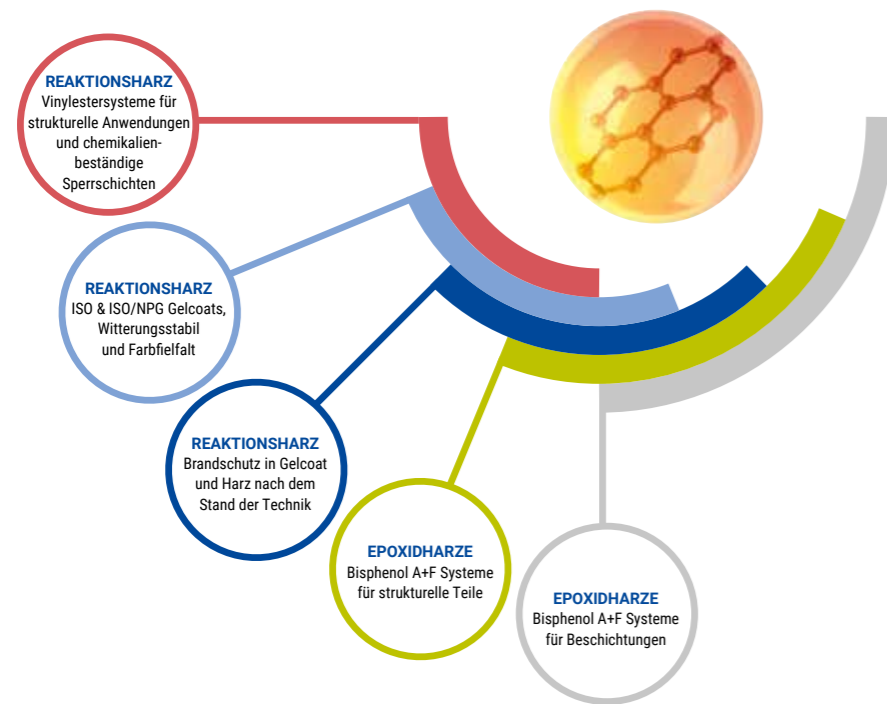 REAKTIONSHARZ
Vinylestersysteme für
strukturelle Anwendungen
und chemikalien-
beständige
Sperrschichten
REAKTIONSHARZ
ISO & ISO/NPG Gelcoats,
Witterungsstabil
und Farbfielfalt
REAKTIONSHARZ
Brandschutz in Gelcoat
und Harz nach dem
Stand der Technik
EPOXIDHARZE
Bisphenol A+F Systeme
für strukturelle Teile
EPOXIDHARZE
Bisphenol A+F Systeme
für Beschichtungen